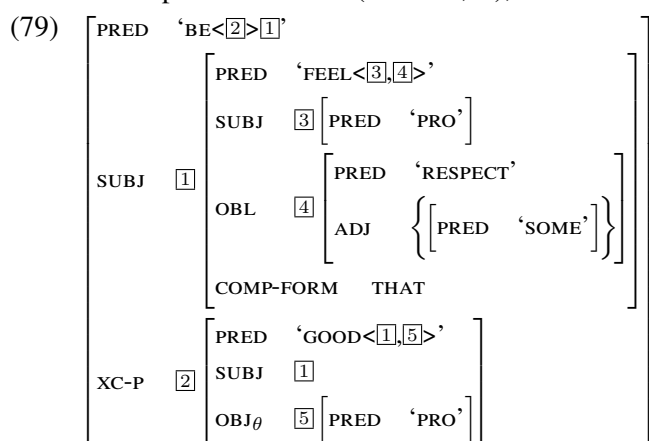 (79)
PRED ‘BE<2>1’
PRED ‘FEEL<3,4>’
SUBJ 3 [PRED ‘PRO’]
SUBJ 1
PRED ‘RESPECT’
OBL 4
ADJ {[PRED ‘SOME’]}
COMP-FORM THAT
PRED ‘GOOD<1,5>’
XC-P 2
SUBJ 1
OBJθ 5 [PRED ‘PRO’]